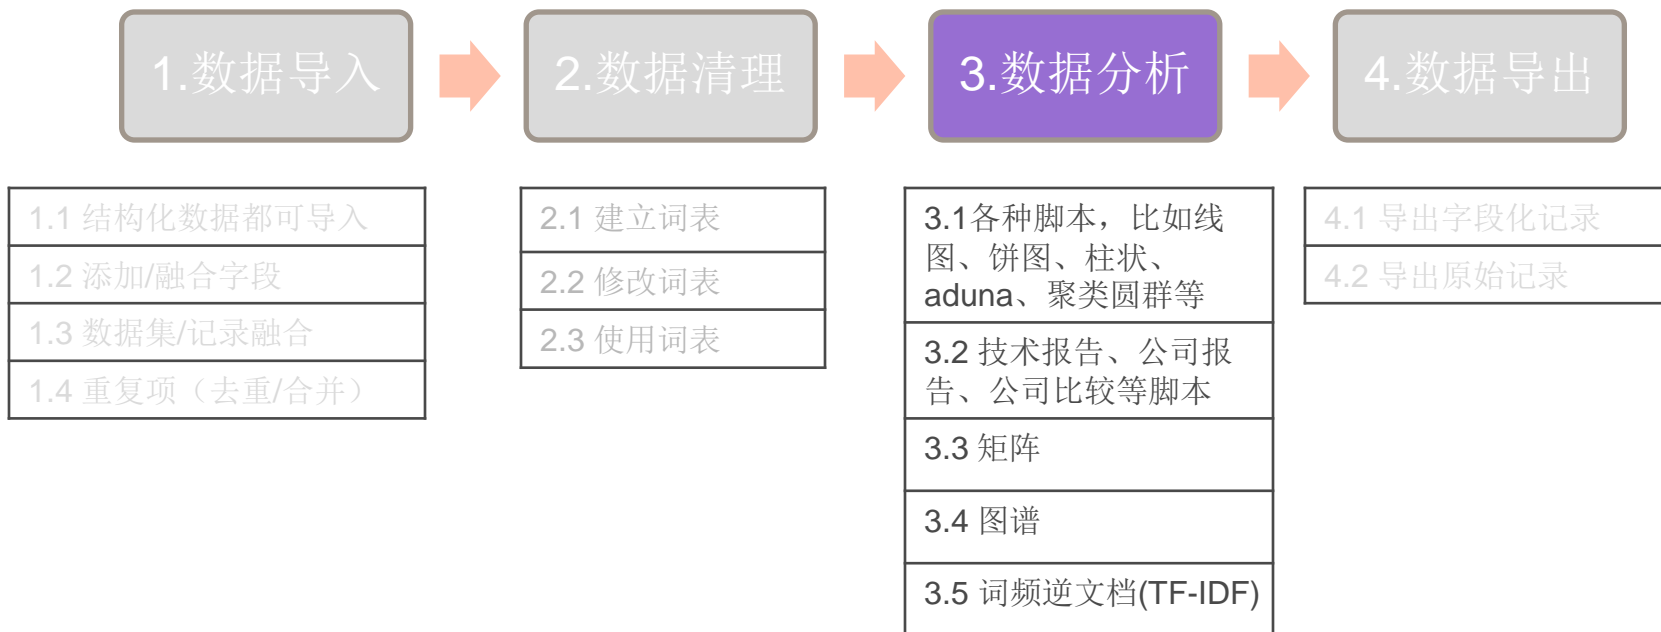 1.数据导入
2.数据清理
3.数据分析
4.数据导出
1.1 结构化数据都可导入
1.2 添加/融合字段
1.3 数据集/记录融合
1.4 重复项（去重/合并）
2.1 建立词表
2.2 修改词表
2.3 使用词表
3.1各种脚本，比如线
图、饼图、柱状、
aduna、聚类圆群等
3.2 技术报告、公司报
告、公司比较等脚本
3.3 矩阵
3.4 图谱
3.5 词频逆文档(TF-IDF)
4.1 导出字段化记录
4.2 导出原始记录